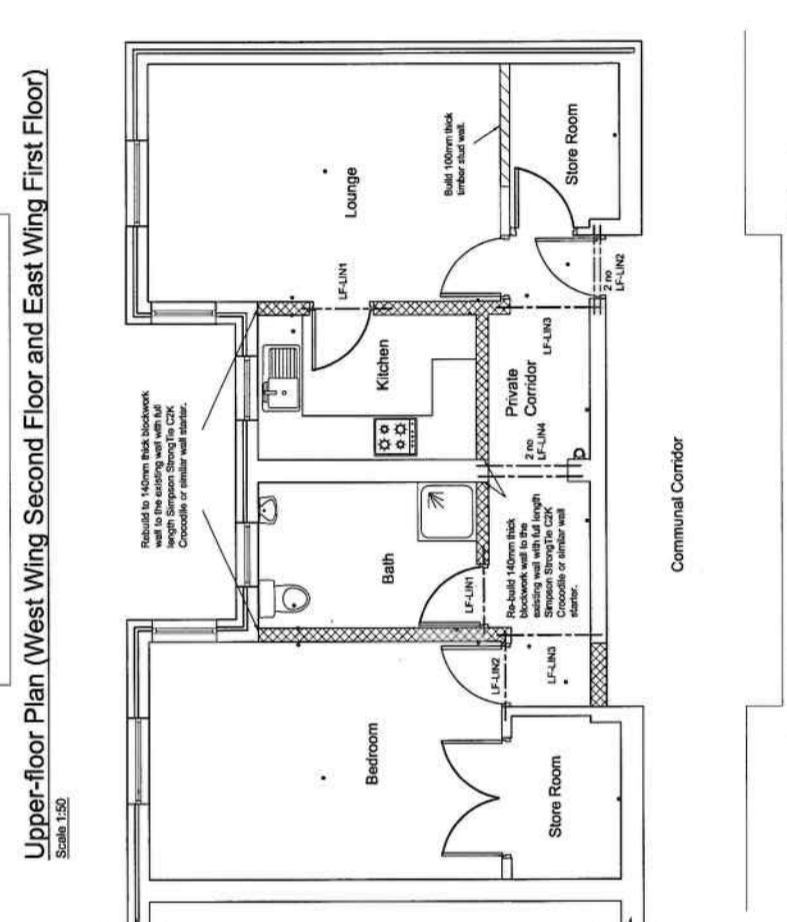 Upper-floor Plan (West Wing Second Floor and East Wing First Floor)
Scale 1:50
Rebuild to 140mm thick blockwork
wall to the existing wall with full
length Simpson StrongTie C2K
Crocodile or similar wall starter.
Lounge
Build 100mm thick
timber stud wall.
Store Room
LF-LIN1
Kitchen
2 no
LF-LIN2
LF-LIN3
Private
Corridor
2 no
LF-LIN4
Bath
LF-LIN1
Re-build 140mm thick
blockwork wall to the
existing wall with full length
Simpson StrongTie C2K
Crocodile or similar wall
starter.
Communal Corridor
Bedroom
LF-LIN2
LF-LIN3
Store Room